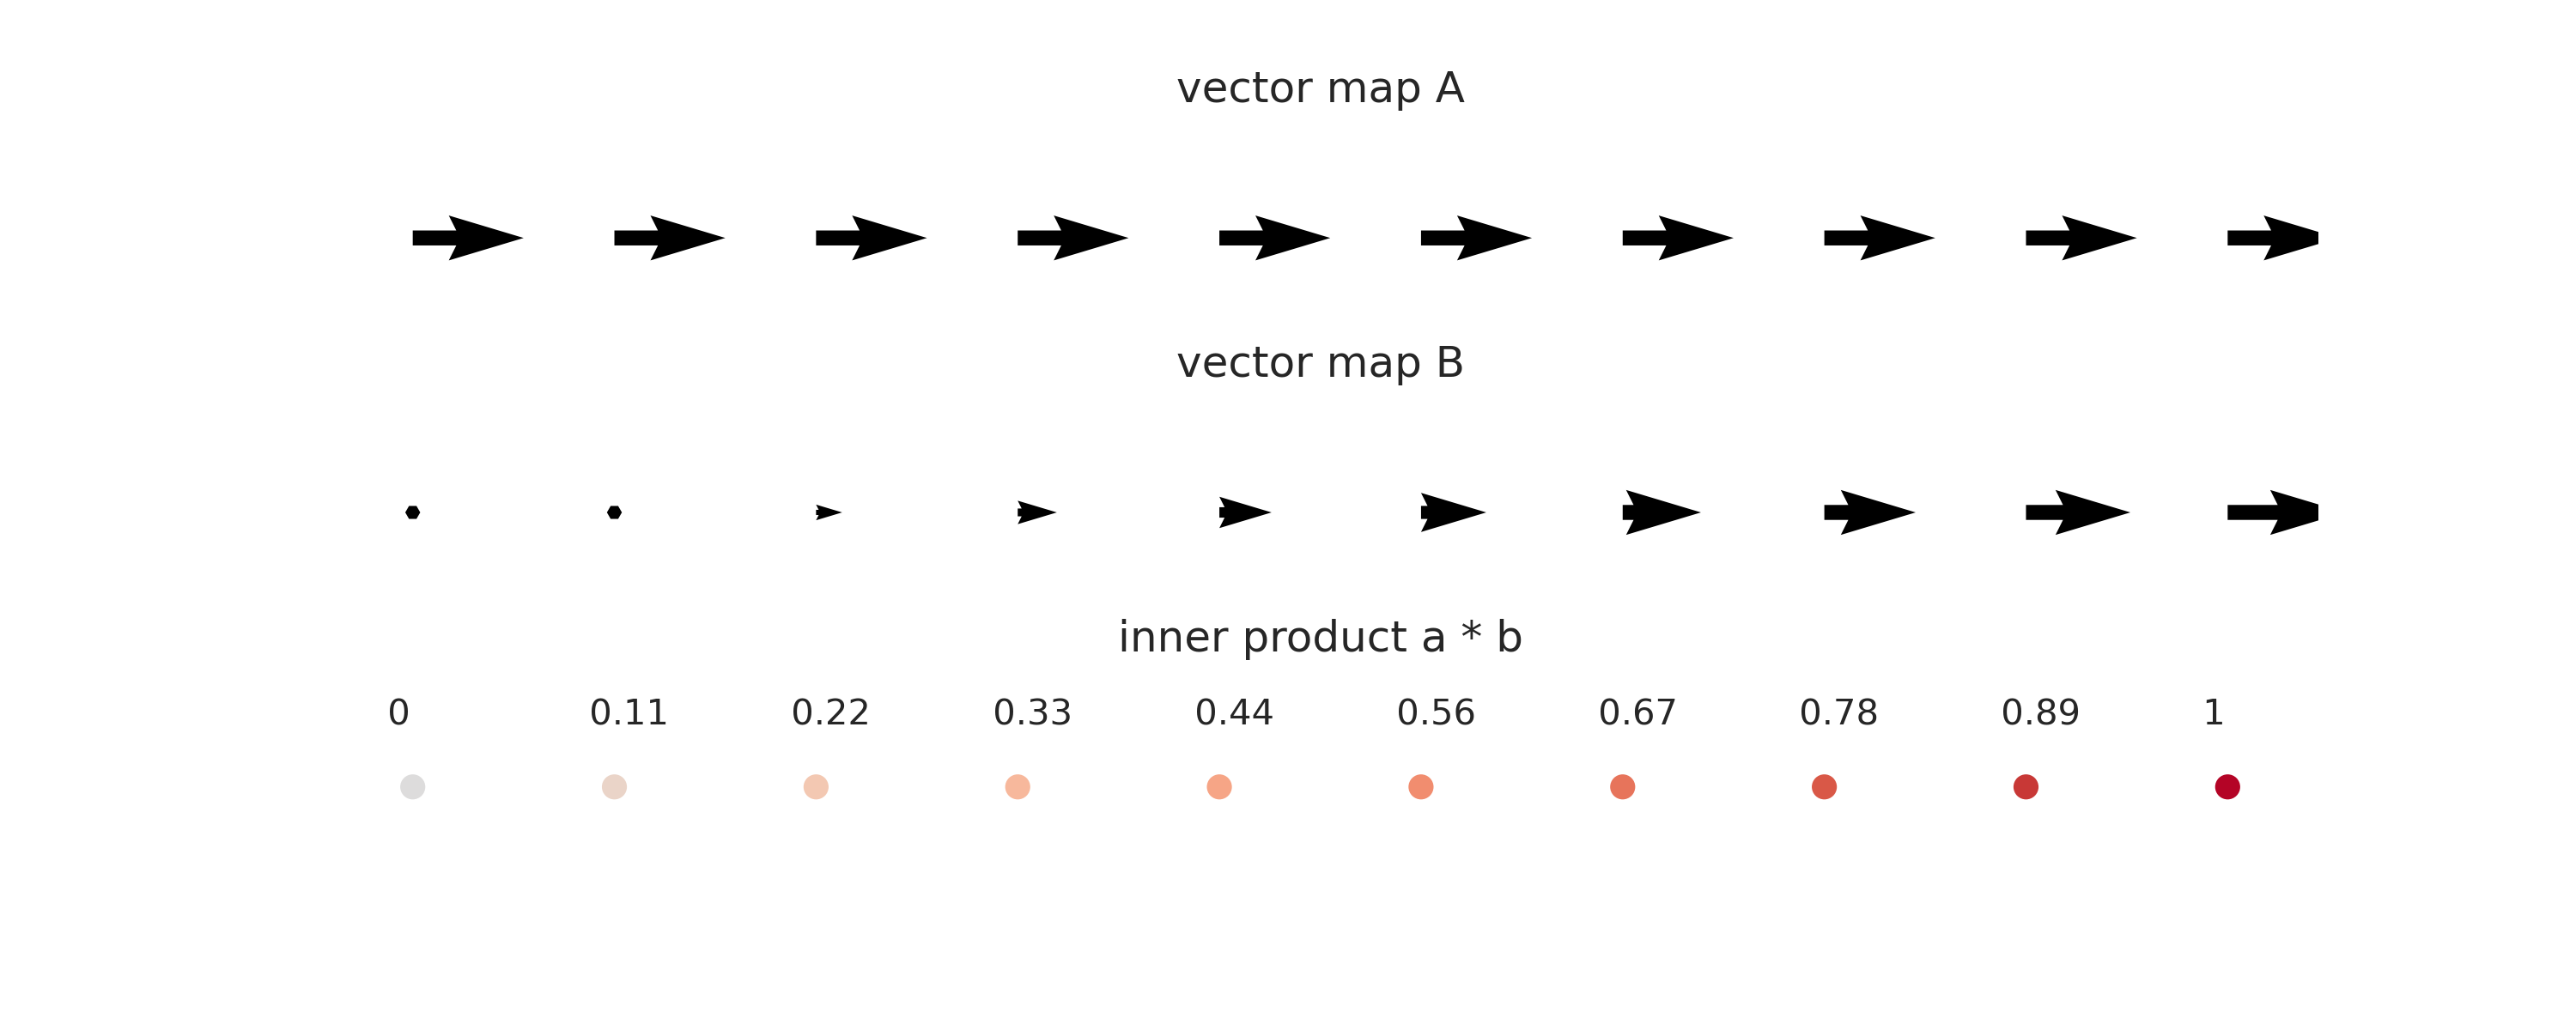 vector map A
vector map B
inner product a * b
0 0.11 0.22 0.33 0.44 0.56 0.67 0.78 0.89 1